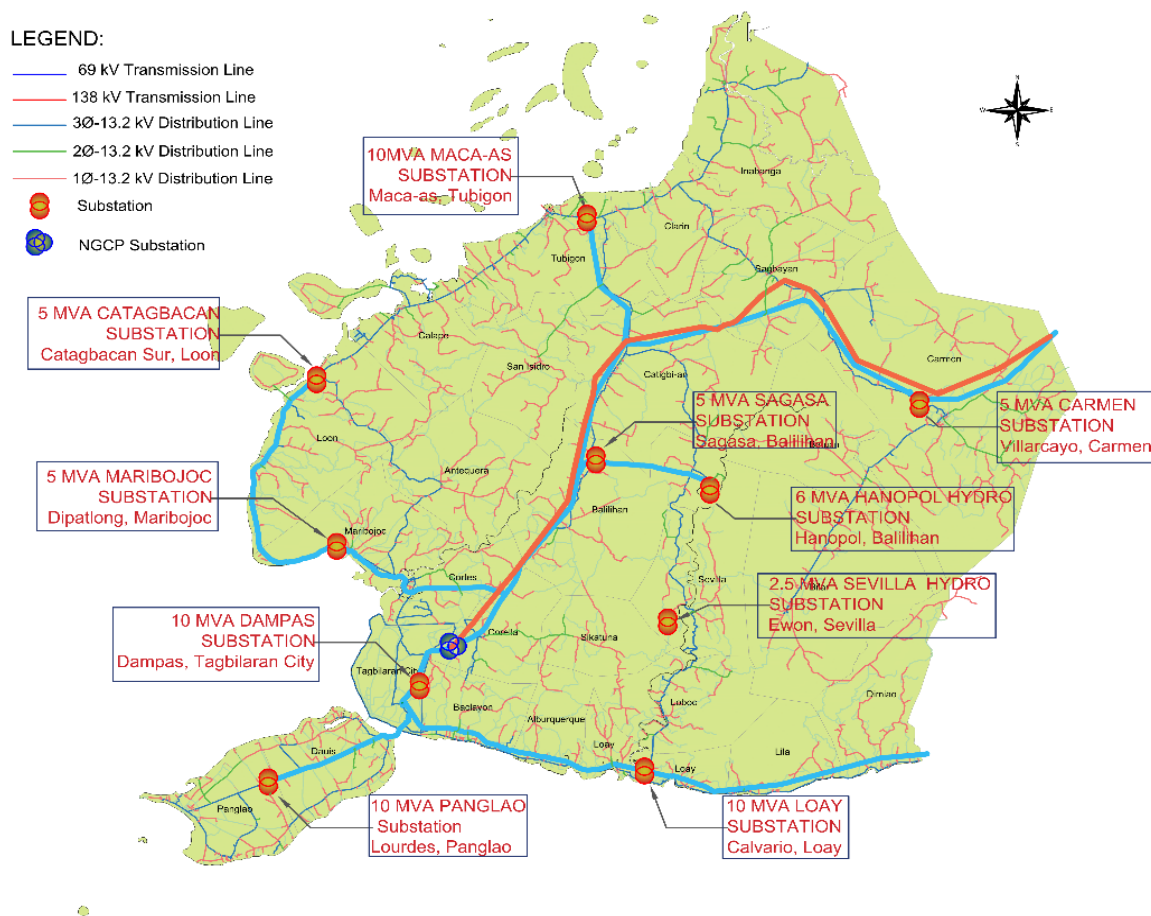 LEGEND:
69 kV Transmission Line
138 kV Transmission Line
3Ø-13.2 kV Distribution Line
2Ø-13.2 kV Distribution Line
1Ø-13.2 kV Distribution Line
Substation
NGCP Substation
N
W
E
S
10MVA MACA-AS
SUBSTATION
Maca-as, Tubigon
Inabanga
Clarin
Tubigon
Sagbayan
5 MVA CATAGBACAN
SUBSTATION
Catagbacan Sur, Loon
Calape
San Isidro
Catigbi-an
Carmen
5 MVA SAGASA
SUBSTATION
Sagasa, Balilihan
5 MVA CARMEN
SUBSTATION
Villarcayo, Carmen
Loon
Antequera
5 MVA MARIBOJOC
SUBSTATION
Dipatlong, Maribojoc
Balilihan
6 MVA HANOPOL HYDRO
SUBSTATION
Hanopol, Balilihan
Maribojoc
Cortes
Sevilla
2.5 MVA SEVILLA HYDRO
SUBSTATION
Ewon, Sevilla
10 MVA DAMPAS
SUBSTATION
Dampas, Tagbilaran City
Corella
Sikatuna
Tagbilaran City
Baclayon
Alburquerque
Loboc
Dimiao
Loay
Loay
Lila
Dauis
Panglao
10 MVA PANGLAO
Substation
Lourdes, Panglao
10 MVA LOAY
SUBSTATION
Calvario, Loay